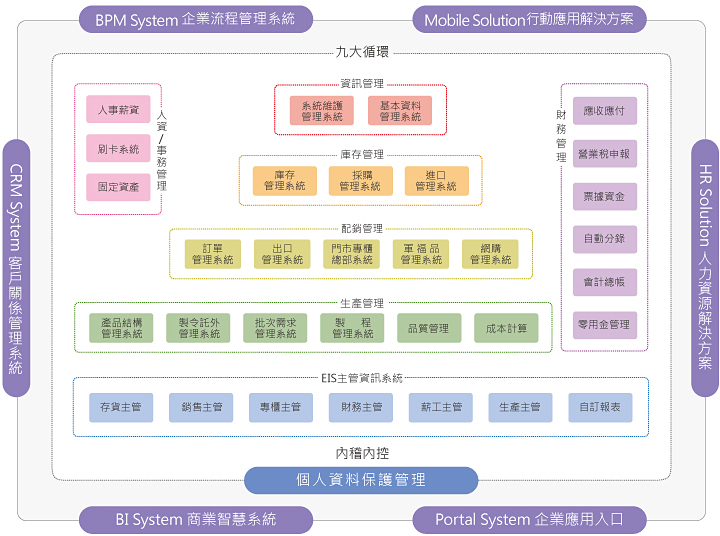 BPM System 企業流程管理系統
Mobile Solution行動應用解決方案
九大循環
資訊管理
系統維護
管理系統
基本資料
管理系統
人事薪資
刷卡系統
固定資產
人資/事務管理
庫存管理
庫存
管理系統
採購
管理系統
進口
管理系統
財務管理
應收應付
營業稅申報
票據資金
自動分錄
會計總帳
零用金管理
配銷管理
訂單
管理系統
出口
管理系統
門市專櫃
總部系統
軍福品
管理系統
網購
管理系統
生產管理
產品結構
管理系統
製令託外
管理系統
批次需求
管理系統
製 程
管理系統
品質管理
成本計算
EIS主管資訊系統
存貨主管
銷售主管
專櫃主管
財務主管
薪工主管
生產主管
自訂報表
內稽內控
個人資料保護管理
CRM System 客戶關係管理系統
HR Solution 人力資源解決方案
BI System 商業智慧系統
Portal System 企業應用入口